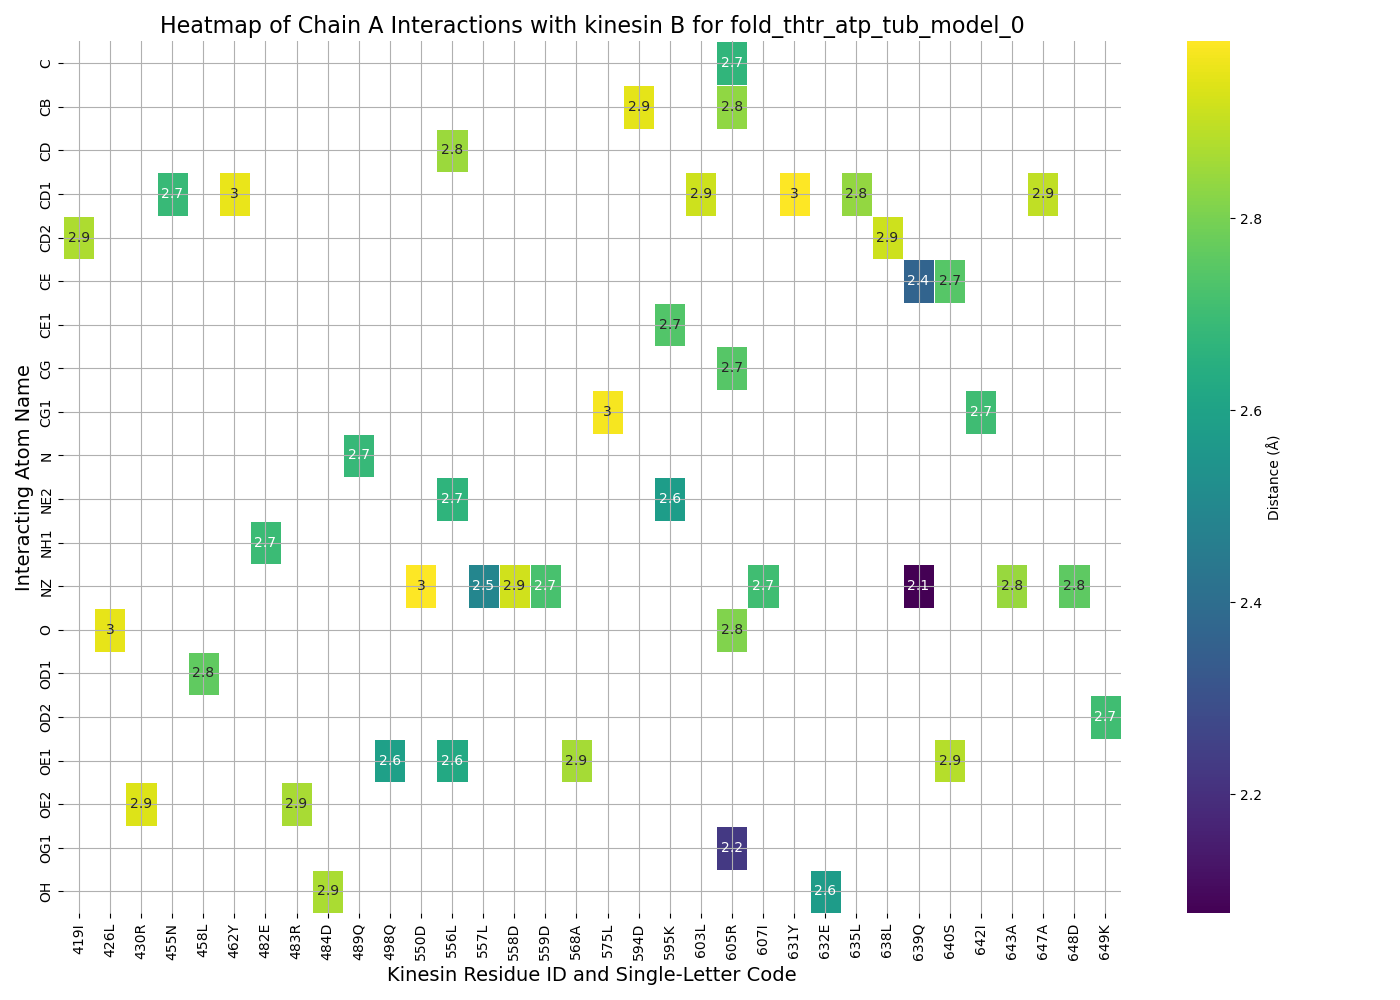 Heatmap of Chain A Interactions with kinesin B for fold_thtr_atp_tub_model_0
Interacting Atom Name
C
CB
CD
CD1
CD2
CE
CE1
CG
CG1
N
NE2
NH1
NZ
O
OD1
OD2
OE1
OE2
OG1
OH
2.7
2.9 2.8
2.8
2.7 3 2.9 3 2.8 2.9
2.9 2.9
2.4 2.7
2.7
2.7
3 2.7
2.7
2.7 2.6
2.7
3 2.5 2.9 2.7 2.7 2.1 2.8 2.8
3 2.8
2.8
2.7
2.6 2.6 2.9 2.9
2.9 2.9
2.2
2.9 2.6
419I 426L 430R 455N 458L 462Y 482E 483R 484D 489Q 498Q 550D 556L 557L 558D 559D 568A 575L 594D 595K 603L 605R 607I 631Y 632E 635L 638L 639Q 640S 642I 643A 647A 648D 649K
Kinesin Residue ID and Single-Letter Code
2.8
2.6
2.4
2.2
Distance (Å)